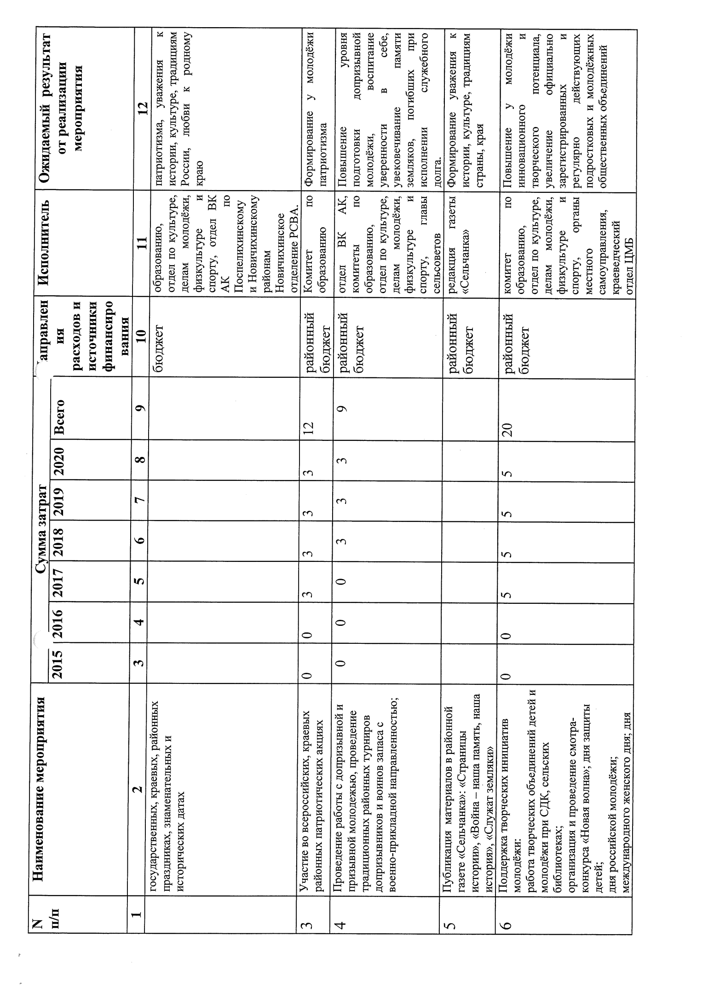 N
п/п
Наименование мероприятия
Сумма затрат
2015
2016
2017
2018
2019
2020
Всего
аправлен
ия
расходов и
источники
финансиро
вания
Исполнитель
Ожидаемый результат
от реализации
мероприятия
1
2
3
4
5
6
7
8
9
10
11
12
государственных, краевых, районных
праздниках, знаменательных и
исторических датах
бюджет
образованию,
отдел по культуре,
делам молодёжи,
физкультуре и
спорту, отдел ВК
АК по
Поспелихинскому
и Новичихинскому
районам
Новичихинское
отделение РСВА.
патриотизма, уважения к
истории, культуре, традициям
России, любви к родному
краю
3
Участие во всероссийских, краевых
районных патриотических акциях
0
0
3
3
3
3
12
районный
бюджет
Комитет по
образованию
Формирование у молодёжи
патриотизма
4
Проведение работы с допризывной и
призывной молодежью, проведение
традиционных районных турниров
допризывников и воинов запаса с
военно-прикладной направленностью;
0
0
0
3
3
3
9
районный
бюджет
отдел ВК АК,
комитеты по
образованию,
отдел по культуре,
делам молодёжи,
физкультуре и
спорту, главы
сельсоветов
Повышение уровня
подготовки допризывной
молодёжи, воспитание
уверенности в себе,
увековечивание памяти
земляков, погибших при
исполнении служебного
долга.
5
Публикация материалов в районной
газете «Сельчанка»: «Страницы
истории», «Война – наша память, наша
история», «Служат земляки»
районный
бюджет
редакция газеты
«Сельчанка»
Формирование уважения к
истории, культуре, традициям
страны, края
6
Поддержка творческих инициатив
молодёжи:
работа творческих объединений детей и
молодёжи при СДК, сельских
библиотеках;
организация и проведение смотра-
конкурса «Новая волна»; дня защиты
детей;
дня российской молодёжи;
международного женского дня; дня
0
0
5
5
5
5
20
районный
бюджет
комитет по
образованию,
отдел по культуре,
делам молодёжи,
физкультуре и
спорту, органы
местного
самоуправления,
краеведческий
отдел ЦМБ
Повышение у молодёжи
инновационного и
творческого потенциала,
увеличение официально
зарегистрированных и
регулярно действующих
подростковых и молодёжных
общественных объединений